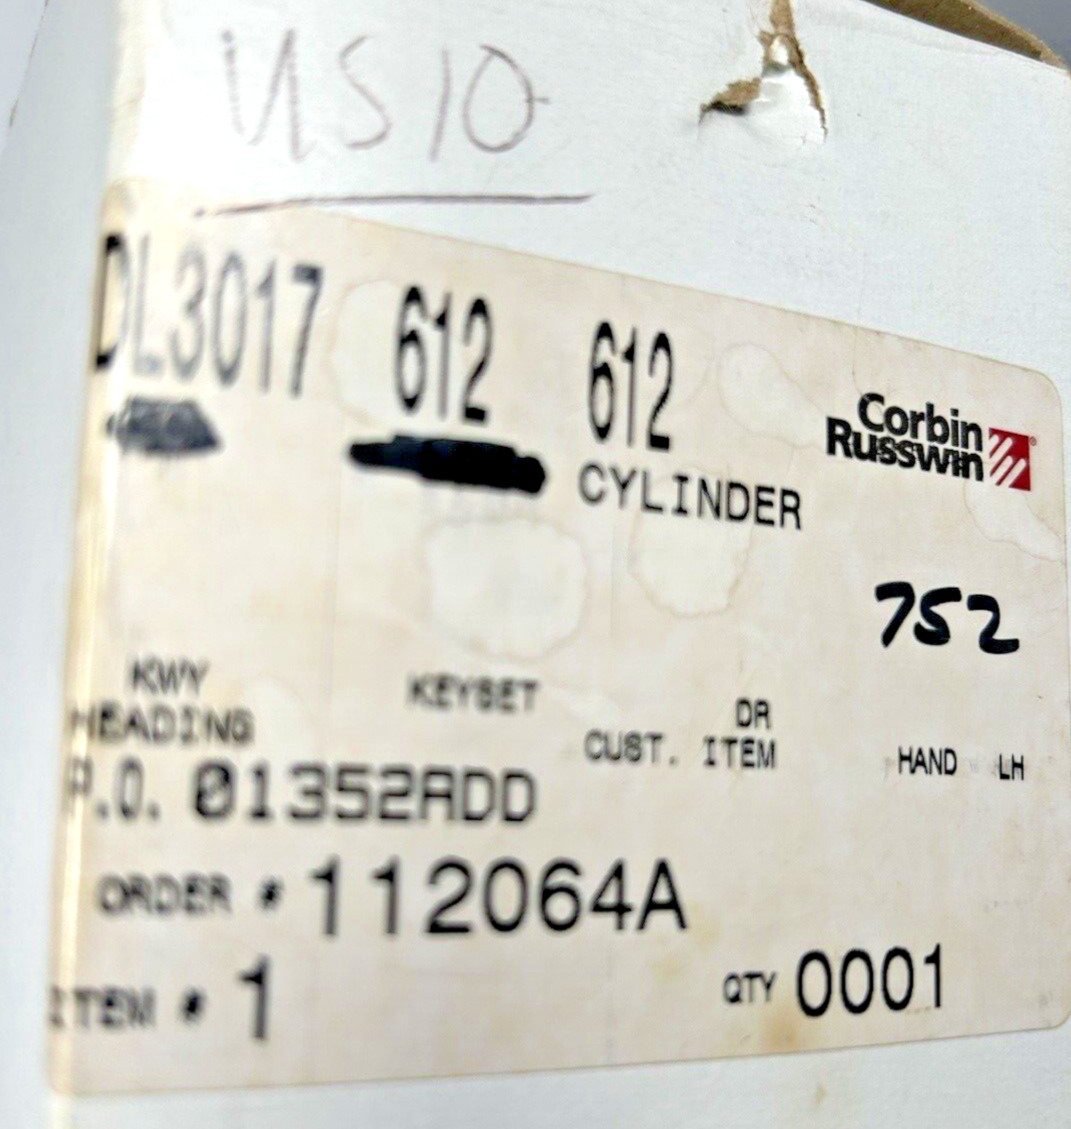 US10
DL3017 612 612
Corbin
Russwin
CYLINDER
752
KWY KEYSET DR
HEADING CUST. ITEM HAND LH
P.O. 01352ADD
ORDER # 112064A
ITEM # 1 QTY 0001